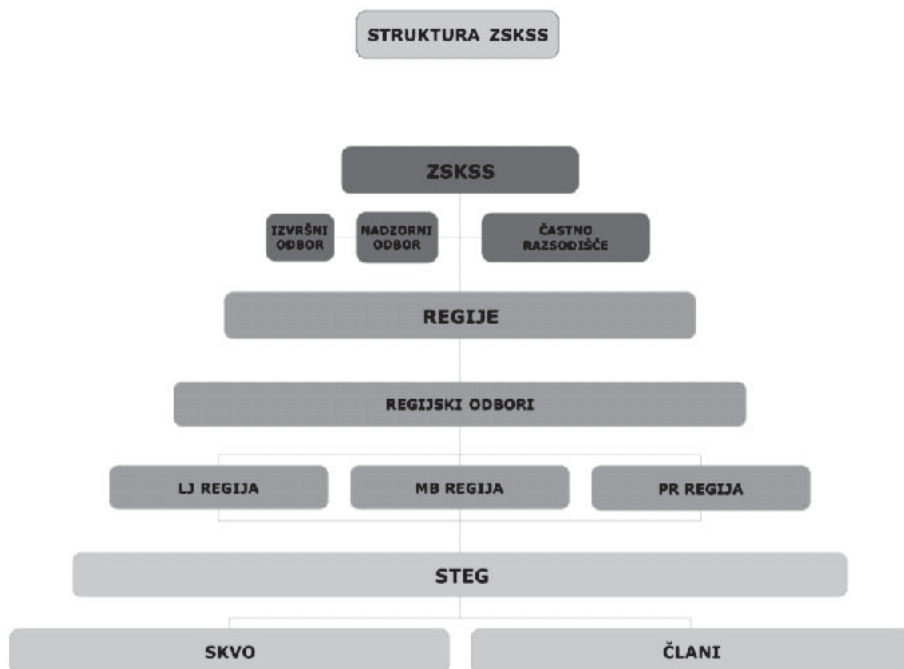 STRUKTURA ZSKSS
ZSKSS
IZVRŠNI
ODBOR
NADZORNI
ODBOR
ČASTNO
RAZSODIŠČE
REGIJE
REGIJSKI ODBORI
LJ REGIJA
MB REGIJA
PR REGIJA
STEG
SKVO
ČLANI